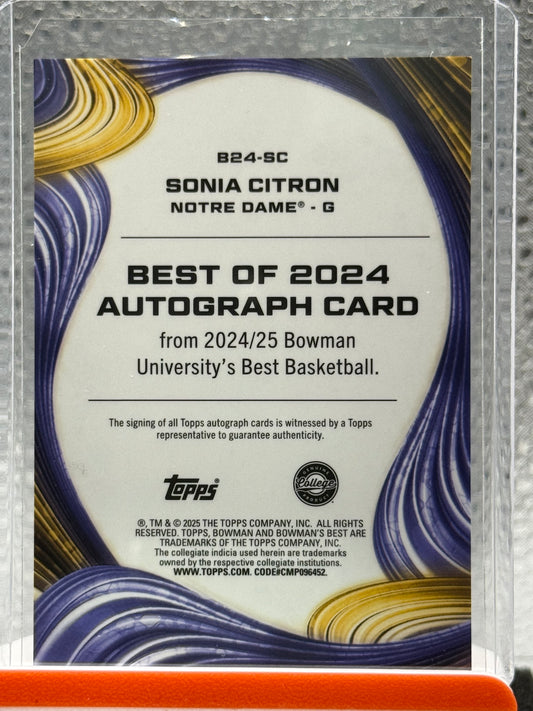 B24-SC
SONIA CITRON
NOTRE DAME® - G
BEST OF 2024
AUTOGRAPH CARD
from 2024/25 Bowman
University's Best Basketball.
The signing of all Topps autograph cards is witnessed by a Topps
representative to guarantee authenticity.
Topps®
GENUINE
College
PRODUCT
®, TM & © 2025 THE TOPPS COMPANY, INC. ALL RIGHTS
RESERVED. TOPPS, BOWMAN AND BOWMAN'S BEST ARE
TRADEMARKS OF THE TOPPS COMPANY, INC.
The collegiate indicia used herein are trademarks
owned by the respective collegiate institutions.
WWW.TOPPS.COM. CODE#CMP096452.